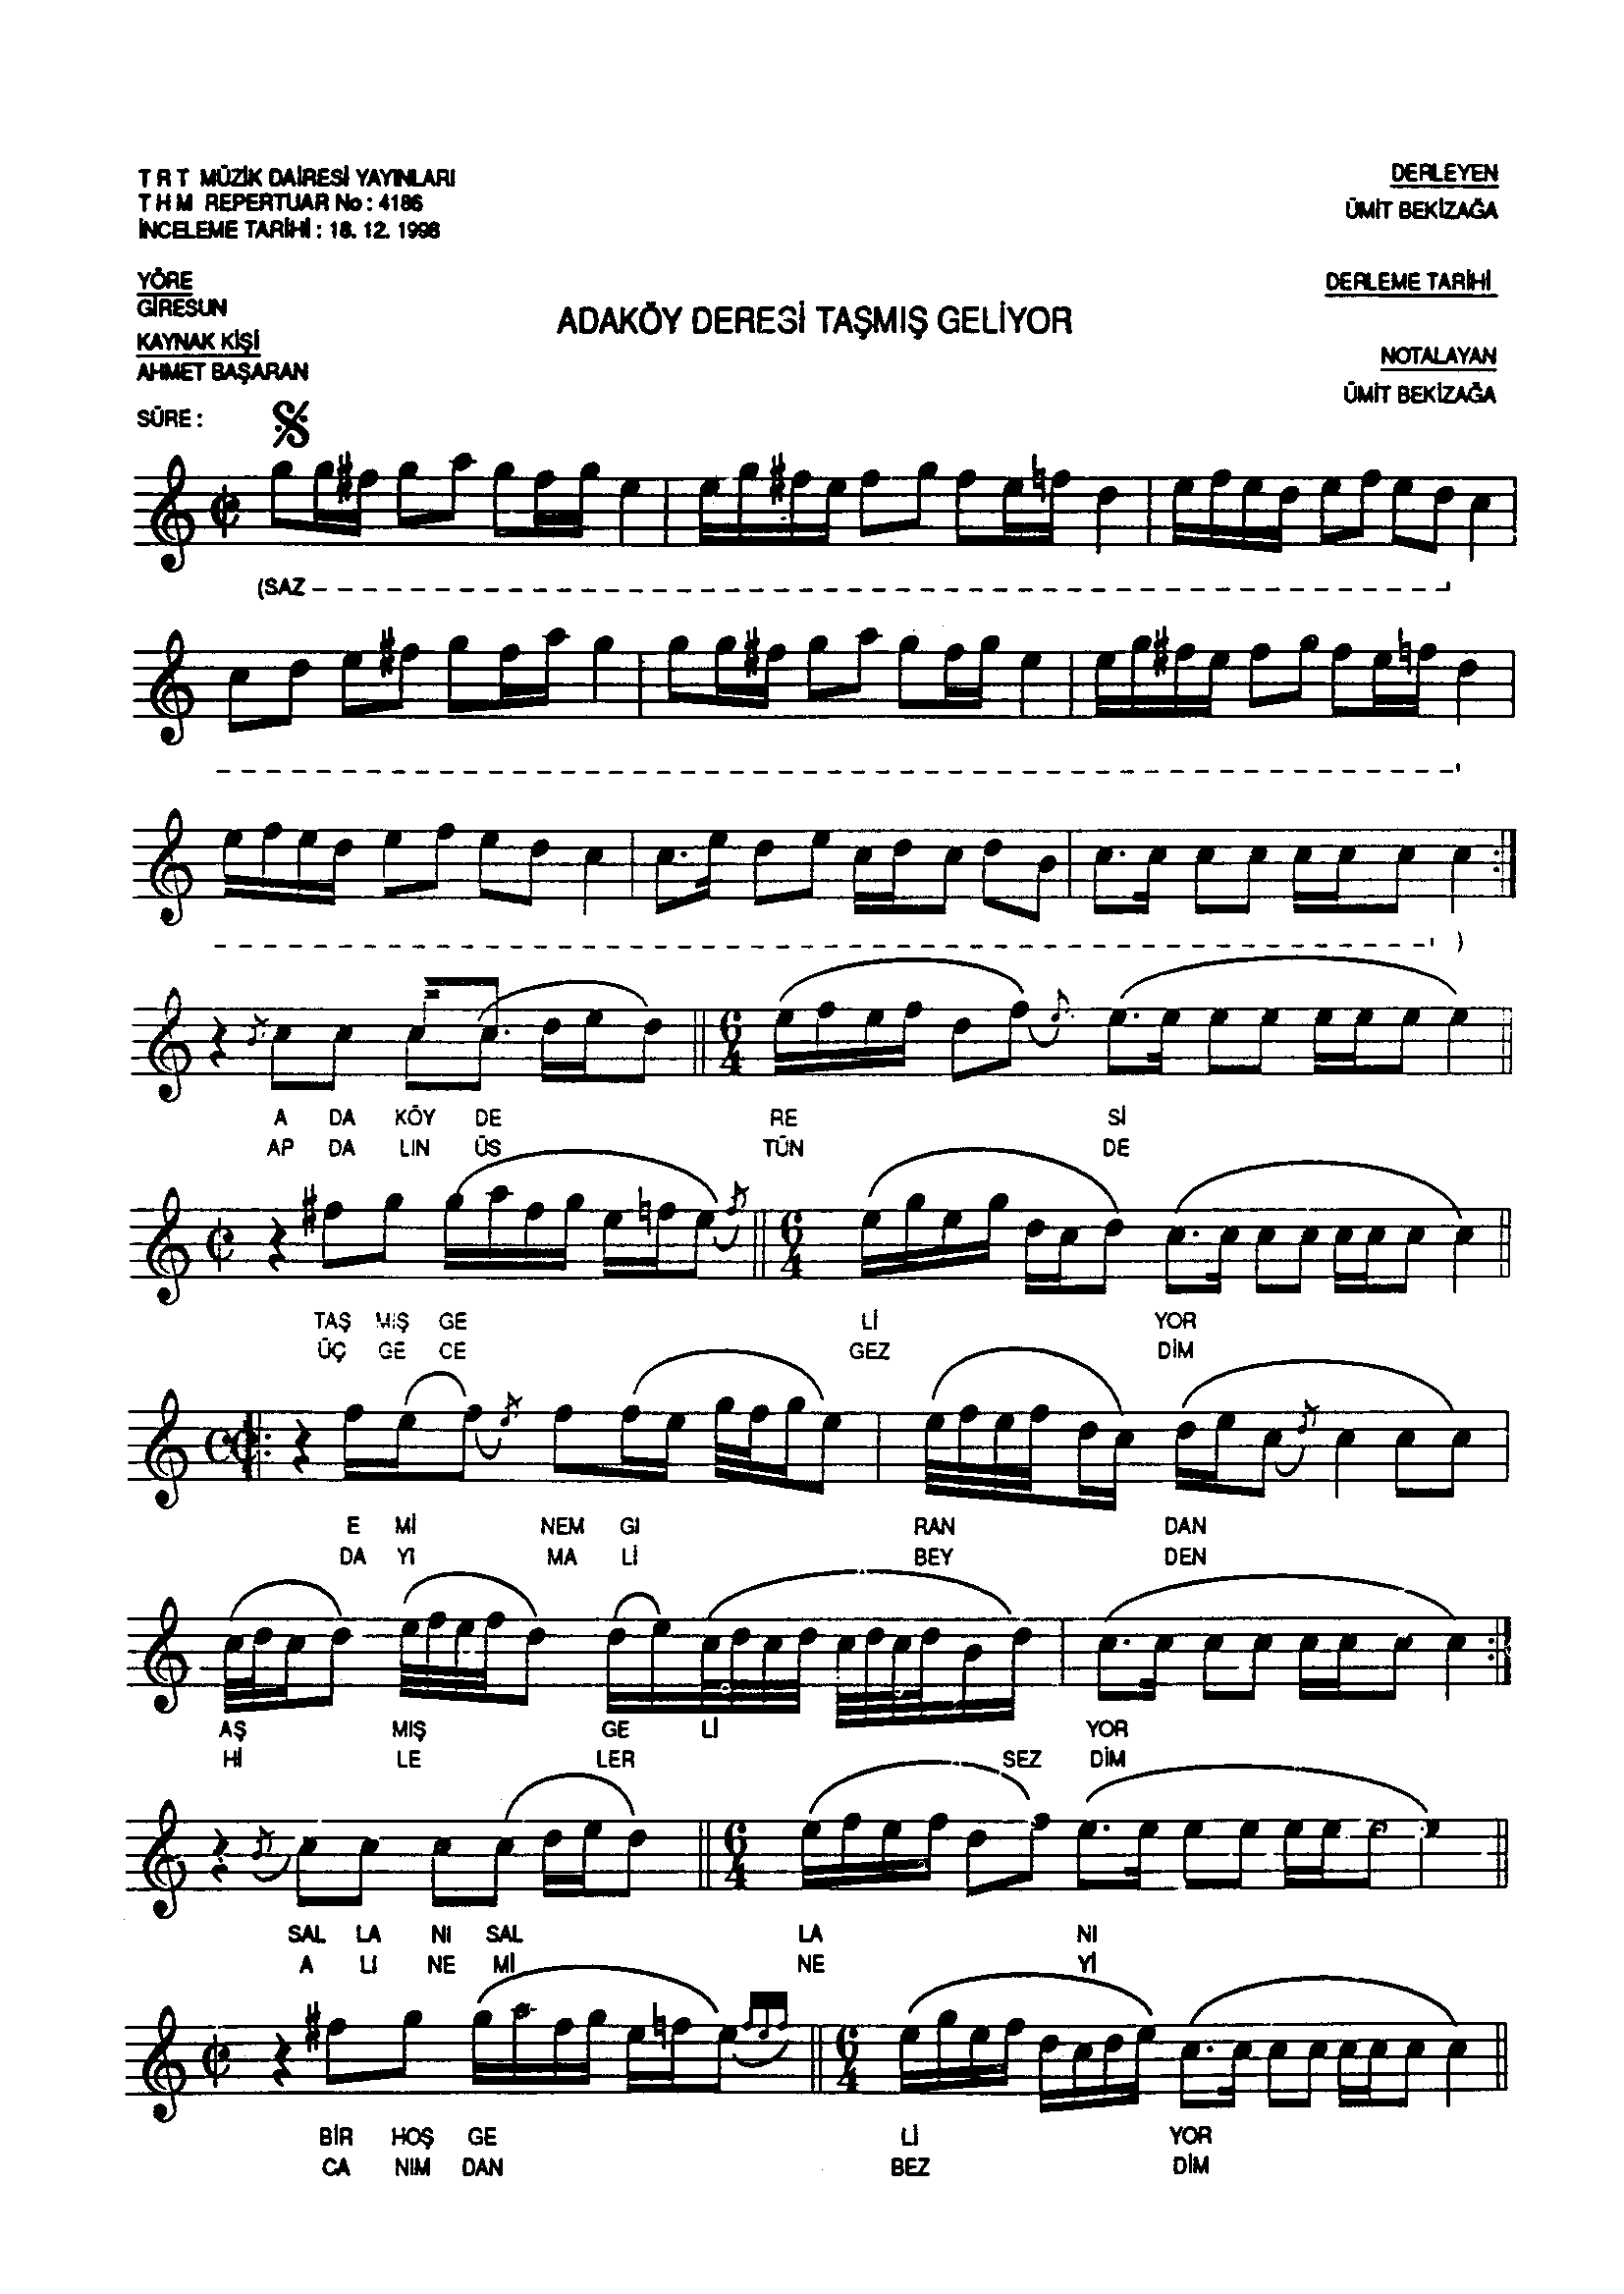 T R T MÜZİK DAİRESİ YAYINLARI
T H M REPERTUAR No : 4186
İNCELEME TARİHİ : 18. 12. 1998
DERLEYEN
ÜMİT BEKİZAĞA
YÖRE
GİRESUN
DERLEME TARİHİ
ADAKÖY DERESİ TAŞMIŞ GELİYOR
KAYNAK KİŞİ
AHMET BAŞARAN
NOTALAYAN
ÜMİT BEKİZAĞA
SÜRE :
(SAZ
)
6 4
A DA KÖY DE RE Sİ
AP DA LIN ÜS TÜN DE
6 4
TAŞ MIŞ GE Lİ YOR
ÜÇ GE CE GEZ DİM
E Mİ NEM GI RAN DAN
DA YI MA Lİ BEY DEN
AŞ MIŞ GE Lİ YOR
Hİ LE LER SEZ DİM
6 4
SAL LA NI SAL LA NI
A LI NE Mİ NE Yİ
6 4
BİR HOŞ GE Lİ YOR
CA NIM DAN BEZ DİM